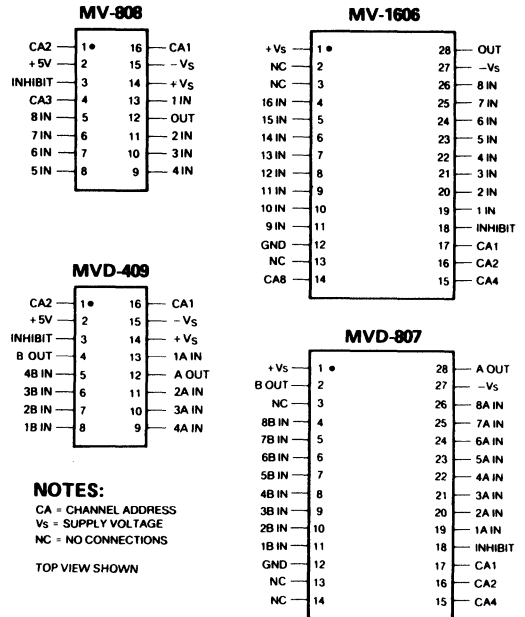 MV-808
CA2 1 16 CA1
+5V 2 15 -VS
INHIBIT 3 14 +VS
CA3 4 13 1 IN
8 IN 5 12 OUT
7 IN 6 11 2 IN
6 IN 7 10 3 IN
5 IN 8 9 4 IN
MV-1606
+Vs 1 28 OUT
NC 2 27 -Vs
NC 3 26 8 IN
16 IN 4 25 7 IN
15 IN 5 24 6 IN
14 IN 6 23 5 IN
13 IN 7 22 4 IN
12 IN 8 21 3 IN
11 IN 9 20 2 IN
10 IN 10 19 1 IN
9 IN 11 18 INHIBIT
GND 12 17 CA1
NC 13 16 CA2
CA8 14 15 CA4
MVD-409
CA2 1 16 CA1
+5V 2 15 -VS
INHIBIT 3 14 +VS
B OUT 4 13 1A IN
4B IN 5 12 A OUT
3B IN 6 11 2A IN
2B IN 7 10 3A IN
1B IN 8 9 4A IN
MVD-807
+Vs 1 28 A OUT
B OUT 2 27 -Vs
NC 3 26 8A IN
8B IN 4 25 7A IN
7B IN 5 24 6A IN
6B IN 6 23 5A IN
5B IN 7 22 4A IN
4B IN 8 21 3A IN
3B IN 9 20 2A IN
2B IN 10 19 1A IN
1B IN 11 18 INHIBIT
GND 12 17 CA1
NC 13 16 CA2
NC 14 15 CA4
NOTES:
CA = CHANNEL ADDRESS
Vs = SUPPLY VOLTAGE
NC = NO CONNECTIONS
TOP VIEW SHOWN